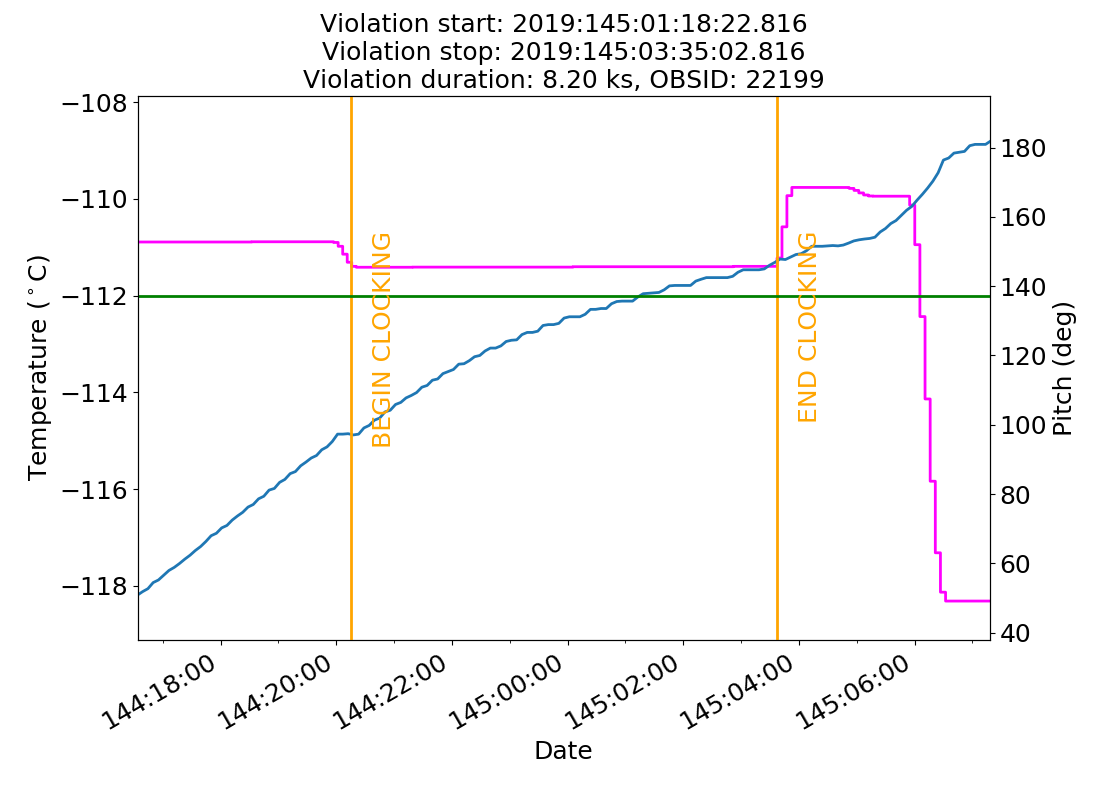 Violation start: 2019:145:01:18:22.816
Violation stop: 2019:145:03:35:02.816
Violation duration: 8.20 ks, OBSID: 22199
−108
−110
−112
−114
−116
−118
Temperature (°C)
BEGIN CLOCKING
END CLOCKING
180
160
140
120
100
80
60
40
Pitch (deg)
144:18:00
144:20:00
144:22:00
145:00:00
145:02:00
145:04:00
145:06:00
Date